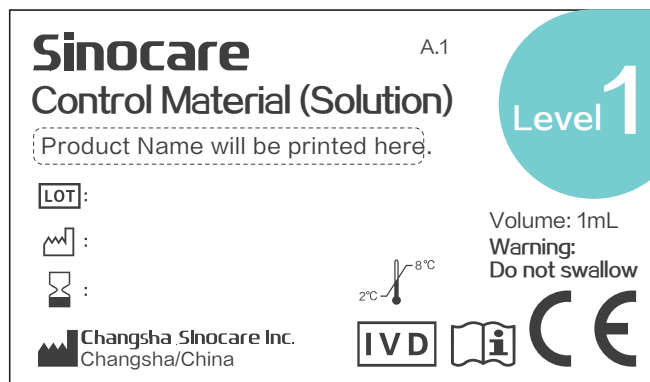 Sinocare
A.1
Control Material (Solution)
Level 1
Product Name will be printed here.
LOT:
:
:
Volume: 1mL
Warning:
Do not swallow
8℃
2℃
Changsha Sinocare Inc.
Changsha/China
IVD
i
CE